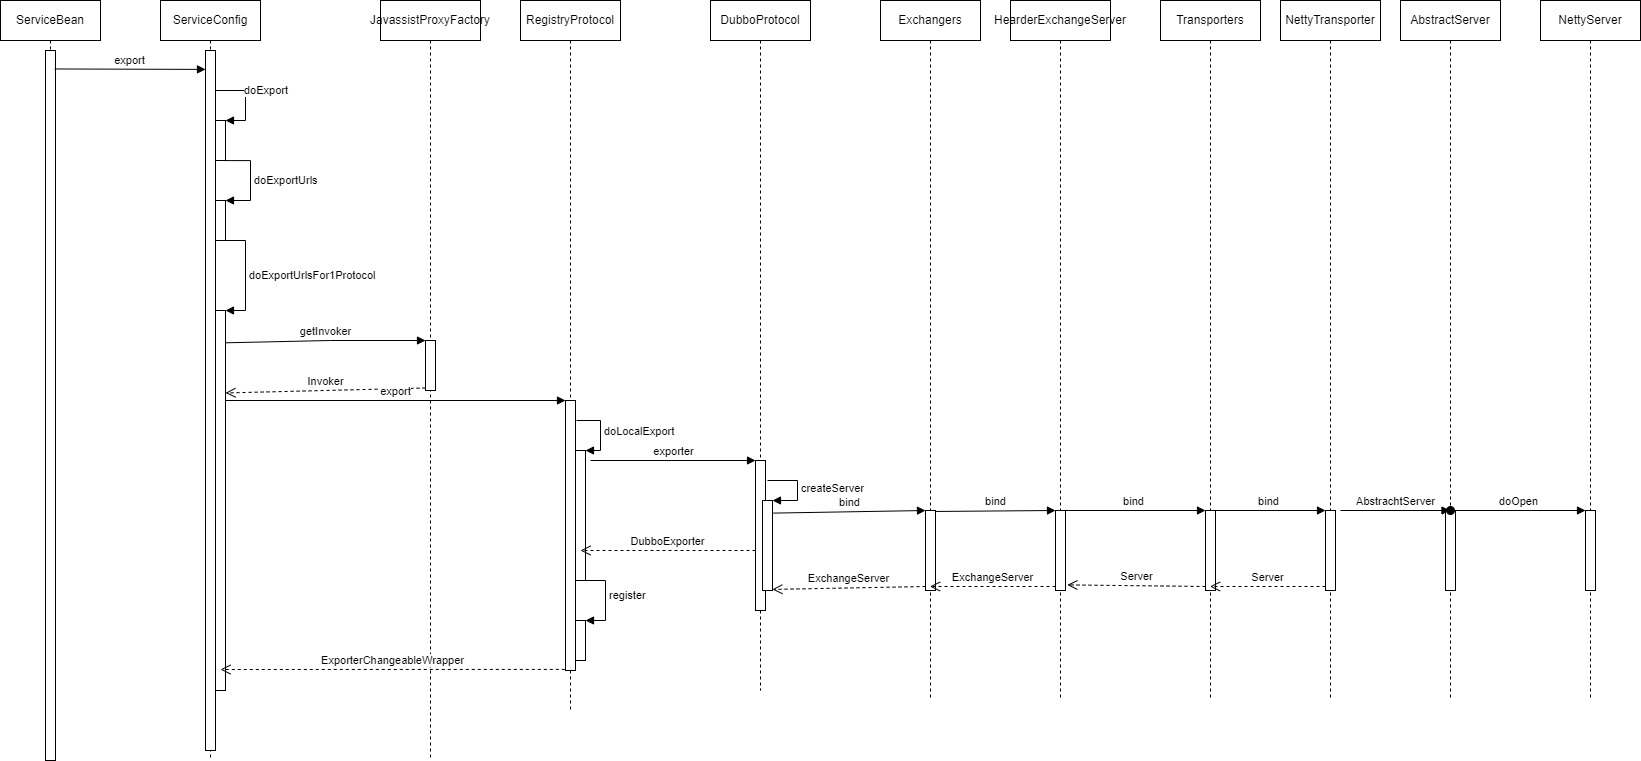 ServiceBean
ServiceConfig
JavassistProxyFactory
RegistryProtocol
DubboProtocol
Exchangers
HearderExchangeServer
Transporters
NettyTransporter
AbstractServer
NettyServer
export
doExport
doExportUrls
doExportUrlsFor1Protocol
getInvoker
Invoker
export
doLocalExport
exporter
createServer
bind
bind
bind
bind
AbstrachtServer
doOpen
DubboExporter
ExchangeServer
ExchangeServer
Server
Server
register
ExporterChangeableWrapper